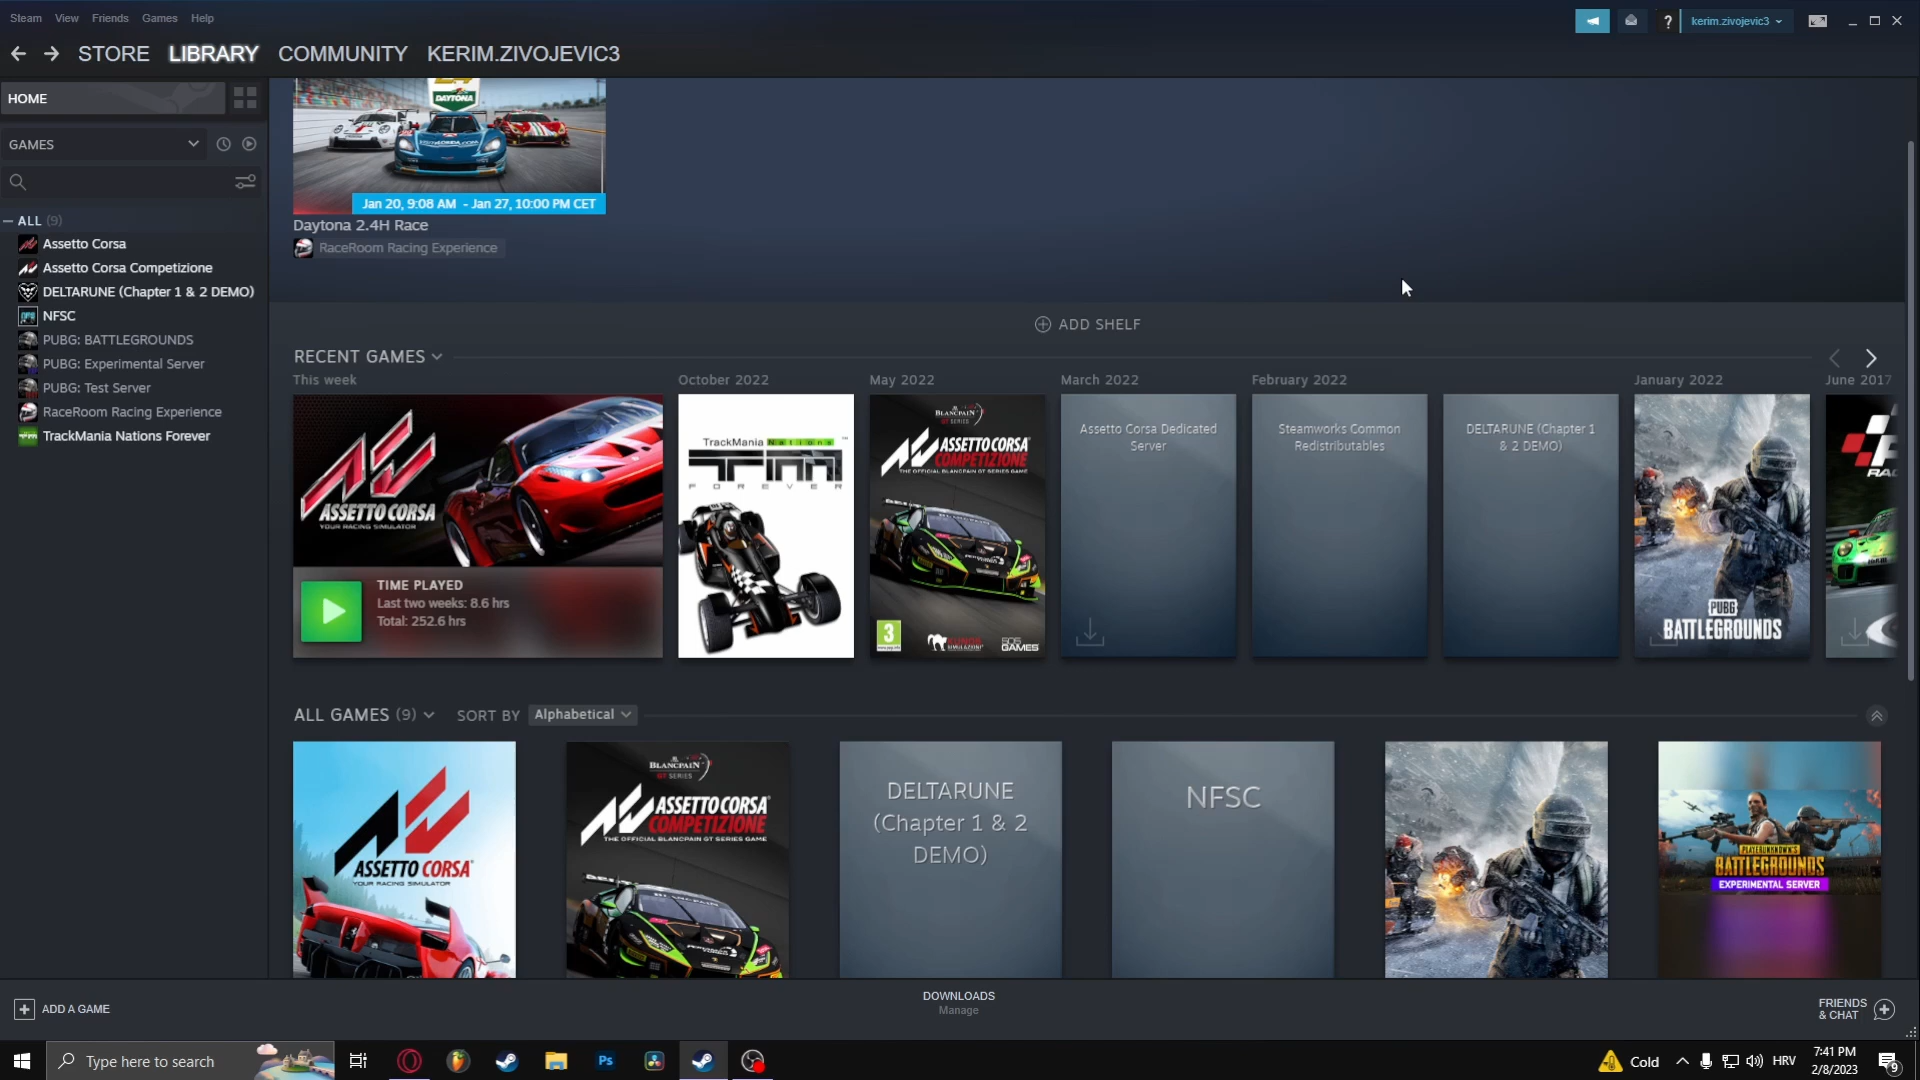 Steam View Friends Games Help
kerim.zivojevic3
STORE LIBRARY COMMUNITY KERIM.ZIVOJEVIC3
HOME
GAMES
ALL (9)
Assetto Corsa
Assetto Corsa Competizione
DELTARUNE (Chapter 1 & 2 DEMO)
NFSC
PUBG: BATTLEGROUNDS
PUBG: Experimental Server
PUBG: Test Server
RaceRoom Racing Experience
TrackMania Nations Forever
24
DAYTONA
Jan 20, 9:08 AM - Jan 27, 10:00 PM CET
Daytona 2.4H Race
RaceRoom Racing Experience
ADD SHELF
RECENT GAMES
This week
October 2022
May 2022
March 2022
February 2022
January 2022
June 2017
ASSETTO CORSA
YOUR RACING SIMULATOR
TIME PLAYED
Last two weeks: 8.6 hrs
Total: 252.6 hrs
TrackMania Nations
TM
FOREVER
BLANCPAIN
GT SERIES
ASSETTO CORSA
COMPETIZIONE
THE OFFICIAL BLANCPAIN GT SERIES GAME
3
505
GAMES
Assetto Corsa Dedicated
Server
Steamworks Common
Redistributables
DELTARUNE (Chapter 1
& 2 DEMO)
PUBG
BATTLEGROUNDS
ALL GAMES (9)
SORT BY Alphabetical
ASSETTO CORSA
YOUR RACING SIMULATOR
BLANCPAIN
GT SERIES
ASSETTO CORSA
COMPETIZIONE
THE OFFICIAL BLANCPAIN GT SERIES GAME
DELTARUNE
(Chapter 1 & 2
DEMO)
NFSC
PLAYERUNKNOWN'S
BATTLEGROUNDS
EXPERIMENTAL SERVER
ADD A GAME
DOWNLOADS
Manage
FRIENDS
& CHAT
Type here to search
Ps
Cold
HRV
7:41 PM
2/8/2023
9